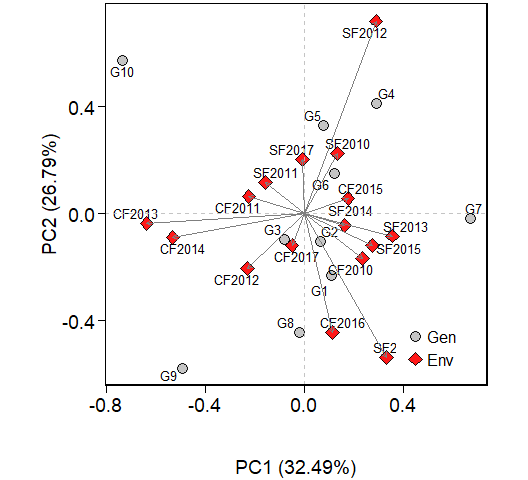 SF2012
G10
G4
0.4
G5
SF2010
SF2017
SF2011
G6
CF2015
CF2011
SF2014
G7
CF2013
0.0
SF2013
G3
G2
CF2014
CF2017
SF2015
CF2010
CF2012
G1
G8
CF2016
-0.4
Gen
SF2
Env
G9
-0.8
-0.4
0.0
0.4
PC2 (26.79%)
PC1 (32.49%)